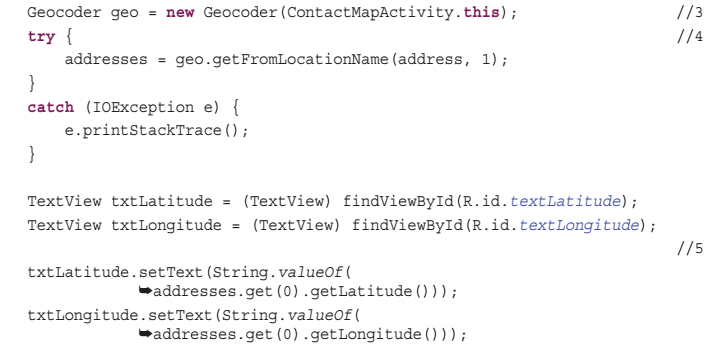 Geocoder geo = new Geocoder(ContactMapActivity.this); //3
try { //4
    addresses = geo.getFromLocationName(address, 1);
}
catch (IOException e) {
    e.printStackTrace();
}
TextView txtLatitude = (TextView) findViewById(R.id.textLatitude);
TextView txtLongitude = (TextView) findViewById(R.id.textLongitude);
//5
txtLatitude.setText(String.valueOf(
➥addresses.get(0).getLatitude()));
txtLongitude.setText(String.valueOf(
➥addresses.get(0).getLongitude()));